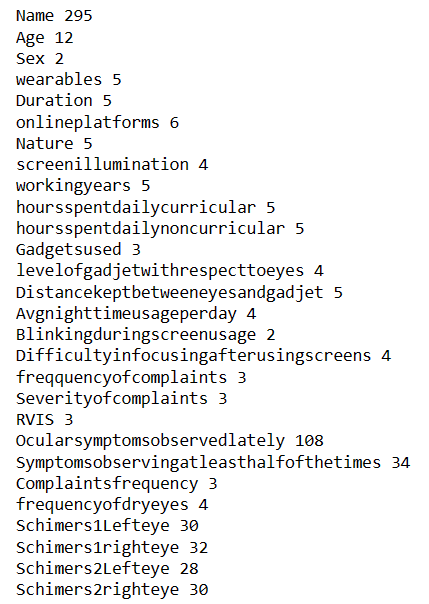 Name 295
Age 12
Sex 2
wearables 5
Duration 5
onlineplatforms 6
Nature 5
screenillumination 4
workingyears 5
hoursspentdailycurricular 5
hoursspentdailynoncurricular 5
Gadgetsused 3
levelofgadjetwithrespecttoeyes 4
Distancekeptbetweeneyesandgadjet 5
Avgnighttimeusageperday 4
Blinkingduringscreenusage 2
Difficultyinfocusingafterusingscreens 4
freqquencyofcomplaints 3
Severityofcomplaints 3
RVIS 3
Ocularsymptomsobservedlately 108
Symptomsobservingatleasthalfofthetimes 34
Complaintsfrequency 3
frequencyofdryeyes 4
Schimers1Lefteye 30
Schimers1righteye 32
Schimers2Lefteye 28
Schimers2righteye 30